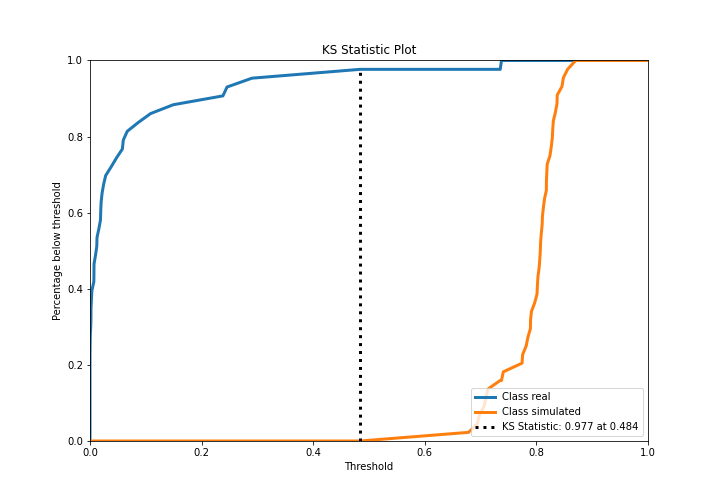 KS Statistic Plot
1.0
0.8
0.6
0.4
0.2
0.0
Percentage below threshold
0.0 0.2 0.4 0.6 0.8 1.0
Threshold
Class real
Class simulated
KS Statistic: 0.977 at 0.484